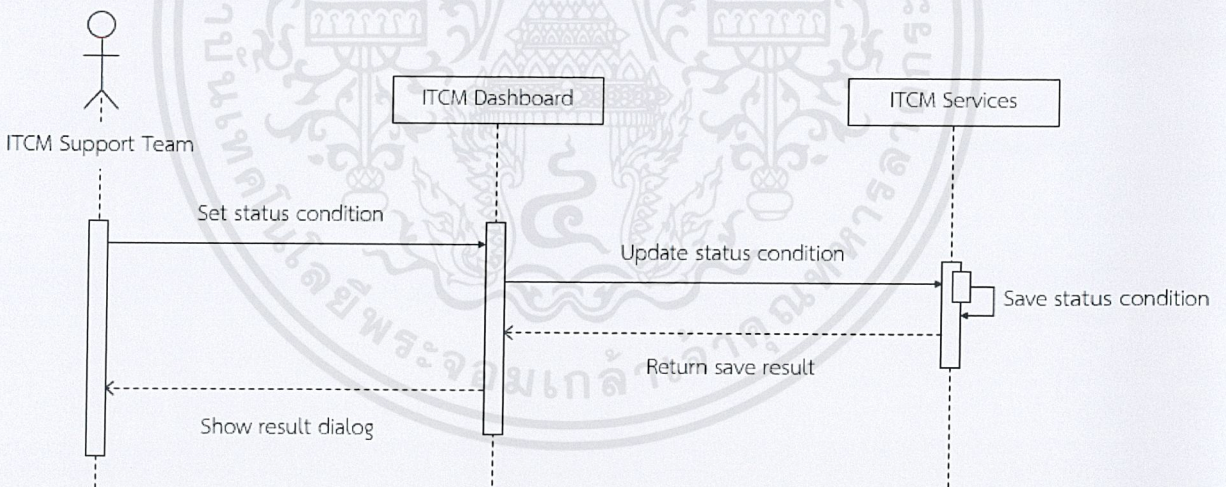 ITCM Dashboard
ITCM Services
ITCM Support Team
Set status condition
Update status condition
Save status condition
Return save result
Show result dialog